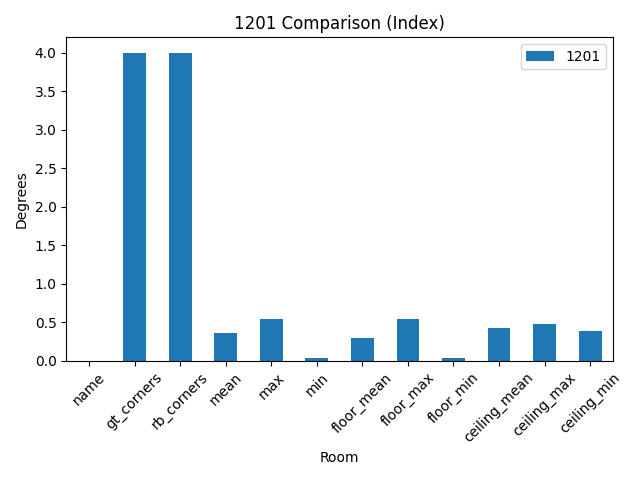 1201 Comparison (Index)
1201
Degrees
4.0
3.5
3.0
2.5
2.0
1.5
1.0
0.5
0.0
name
gt_corners
rb_corners
mean
max
min
floor_mean
floor_max
floor_min
ceiling_mean
ceiling_max
ceiling_min
Room